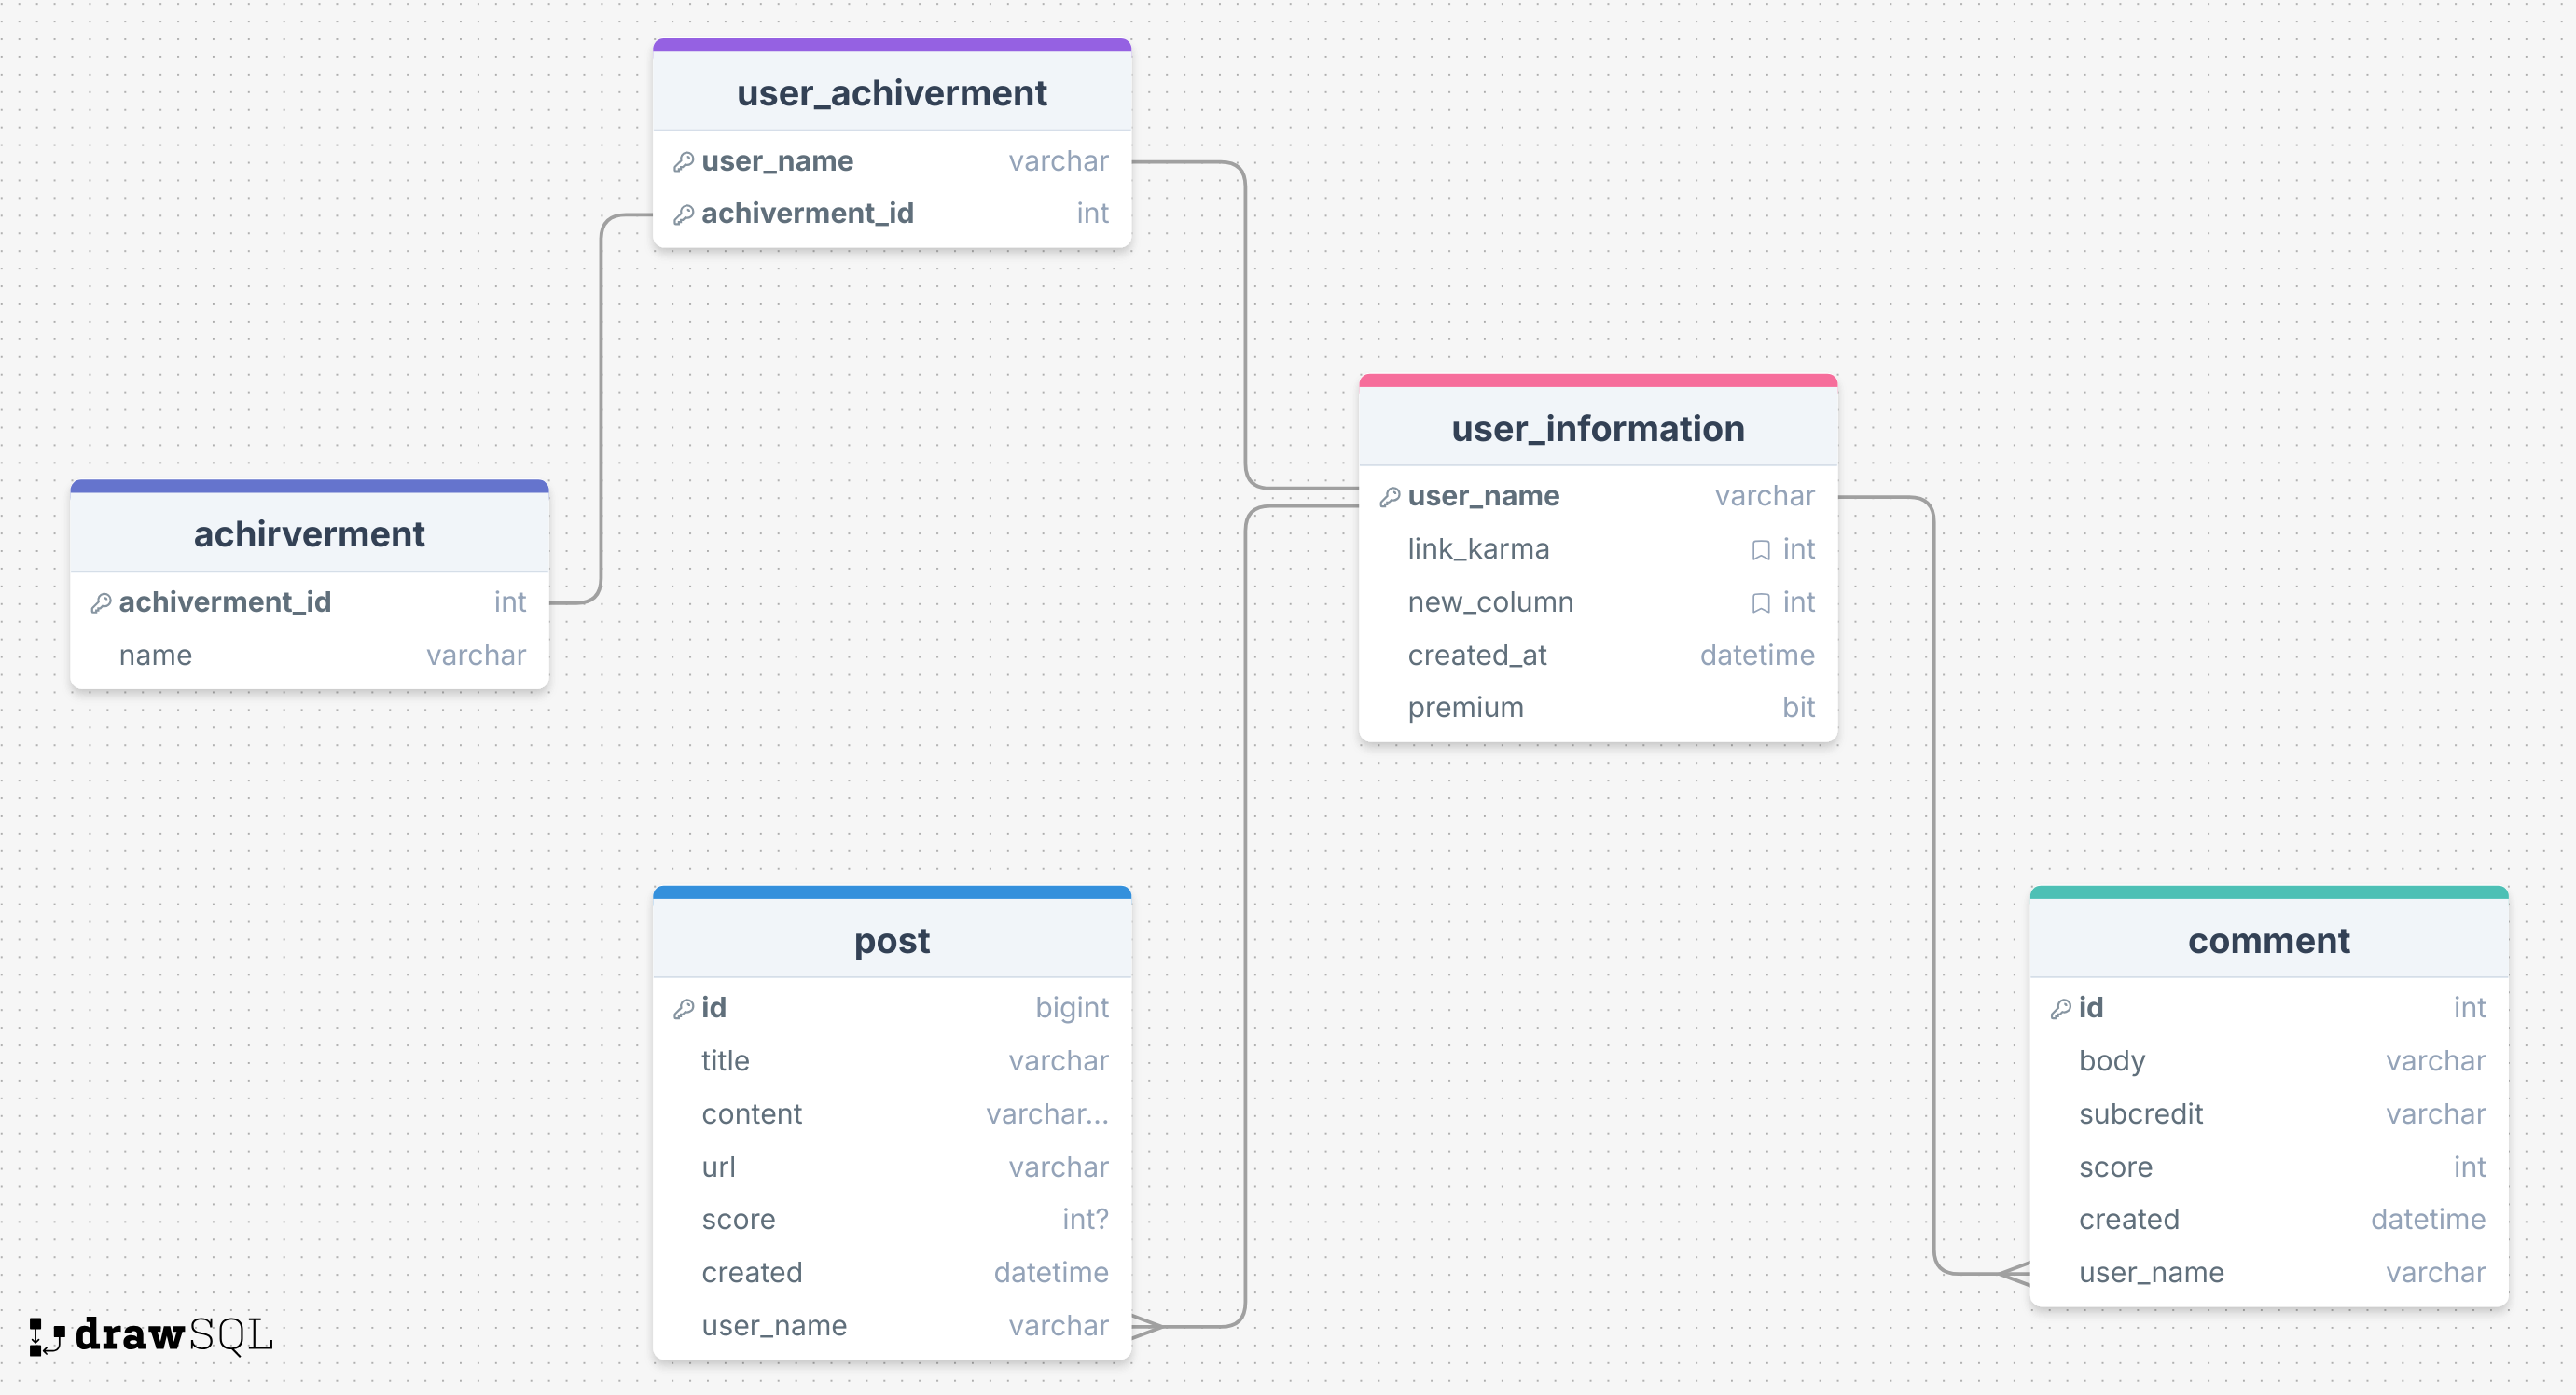 user_achiverment
user_name varchar
achiverment_id int
user_information
user_name varchar
link_karma int
new_column int
created_at datetime
premium bit
achirverment
achiverment_id int
name varchar
post
id bigint
title varchar
content varchar...
url varchar
score int?
created datetime
user_name varchar
comment
id int
body varchar
subcredit varchar
score int
created datetime
user_name varchar
drawSQL